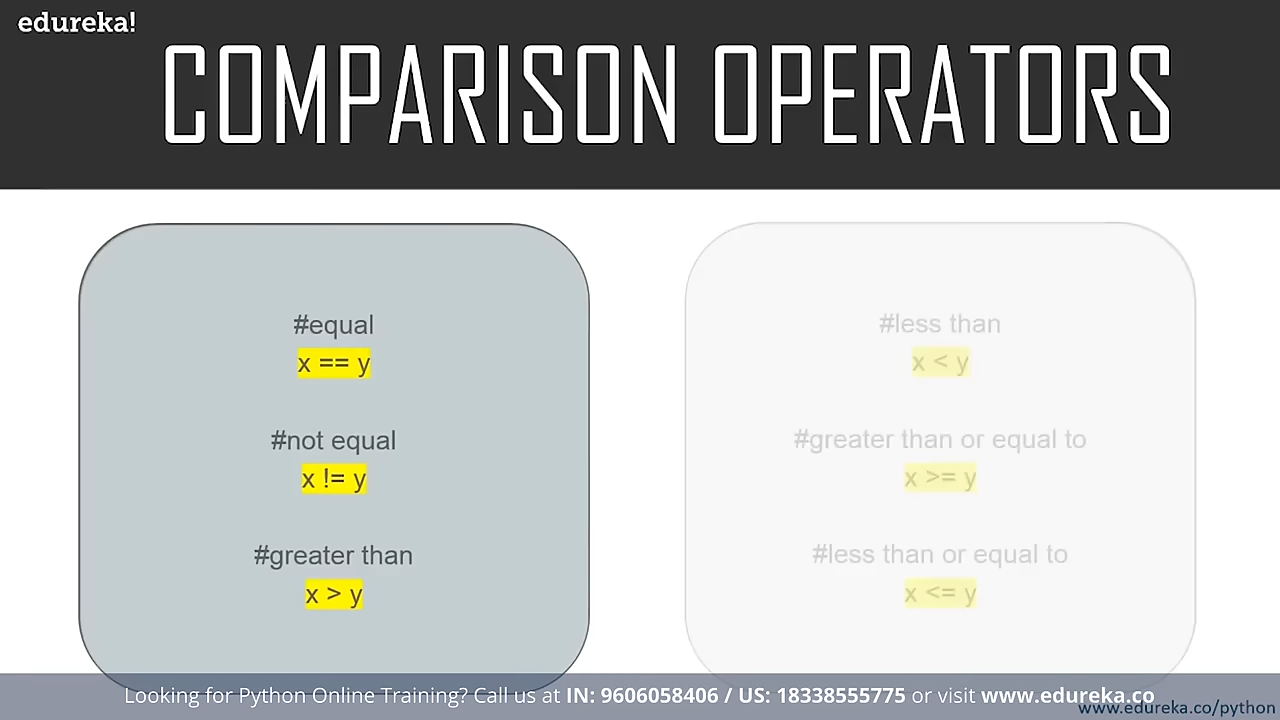 edureka!
COMPARISON OPERATORS
#equal
x == y
#not equal
x != y
#greater than
x > y
#less than
x < y
#greater than or equal to
x >= y
#less than or equal to
x <= y
Looking for Python Online Training? Call us at IN: 9606058406 / US: 18338555775 or visit www.edureka.co
www.edureka.co/python